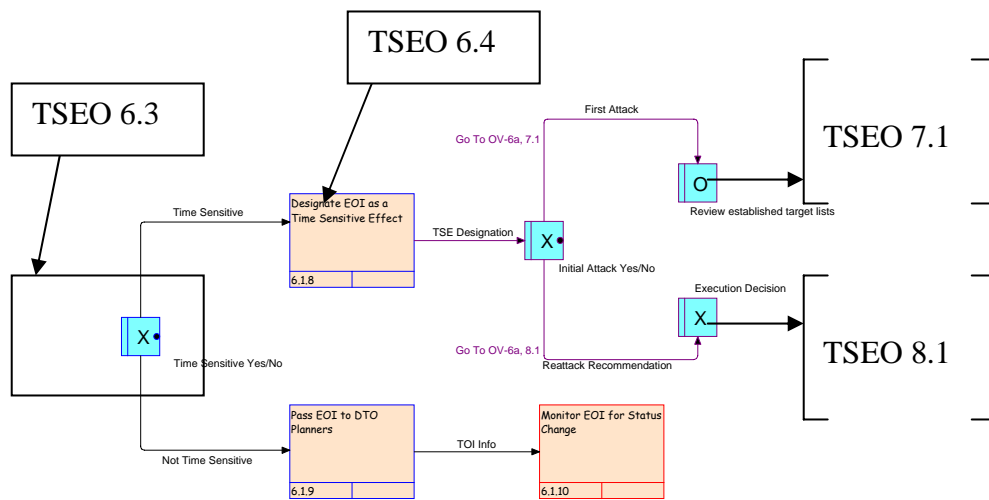 TSEO 6.4
TSEO 6.3
First Attack
TSEO 7.1
Go To OV-6a, 7.1
O
Designate EOI as a
Time Sensitive Effect
Time Sensitive
Review established target lists
TSE Designation
X
Initial Attack Yes/No
6.1.8
Execution Decision
X
X
Time Sensitive Yes/No
Go To OV-6a, 8.1
Reattack Recommendation
TSEO 8.1
Pass EOI to DTO
Planners
Monitor EOI for Status
Change
TOI Info
Not Time Sensitive
6.1.9
6.1.10